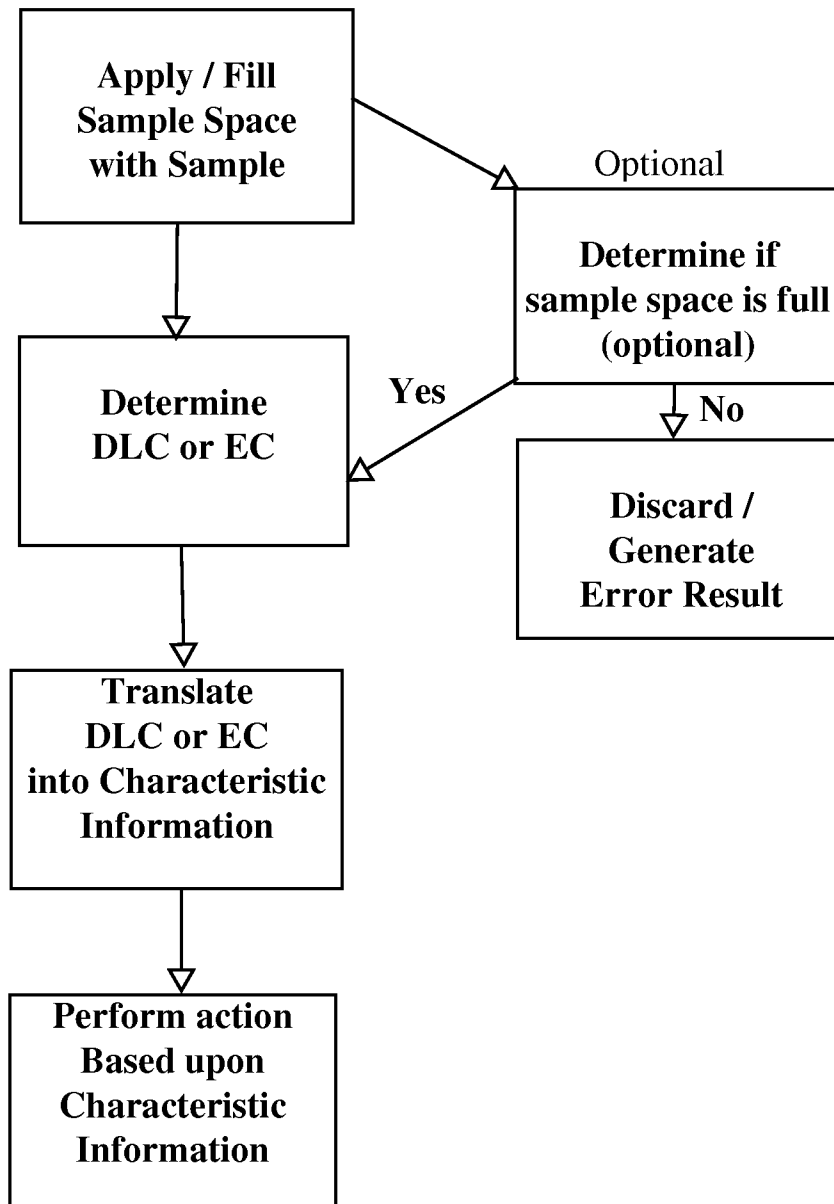 Apply / Fill
Sample Space
with Sample
Optional
Determine if
sample space is full
(optional)
Yes
No
Determine
DLC or EC
Discard /
Generate
Error Result
Translate
DLC or EC
into Characteristic
Information
Perform action
Based upon
Characteristic
Information